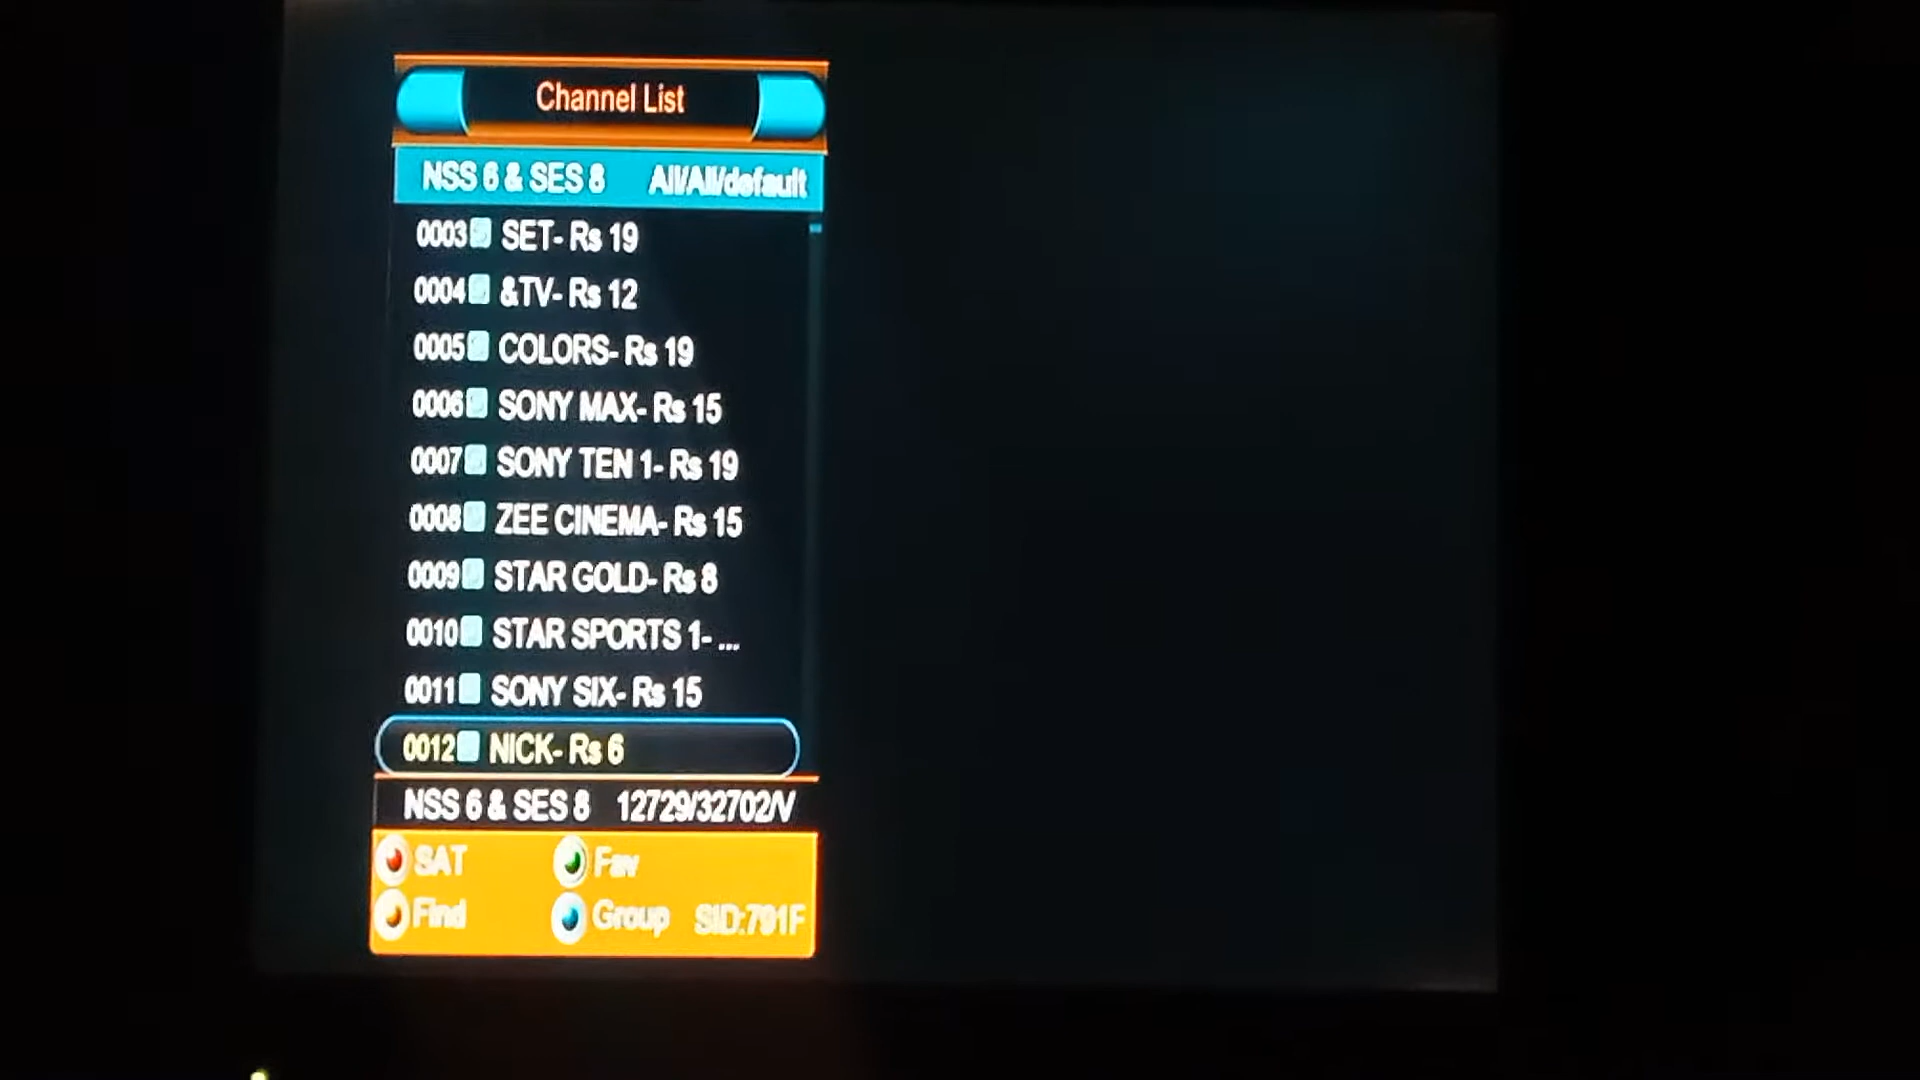 Channel List
NSS 6 & SES 8 All/All/default
0003 SET- Rs 19
0004 &TV- Rs 12
0005 COLORS- Rs 19
0006 SONY MAX- Rs 15
0007 SONY TEN 1- Rs 19
0008 ZEE CINEMA- Rs 15
0009 STAR GOLD- Rs 8
0010 STAR SPORTS 1- ...
0011 SONY SIX- Rs 15
0012 NICK- Rs 6
NSS 6 & SES 8 12729/32702/V
SAT Fav
Find Group SID:791F